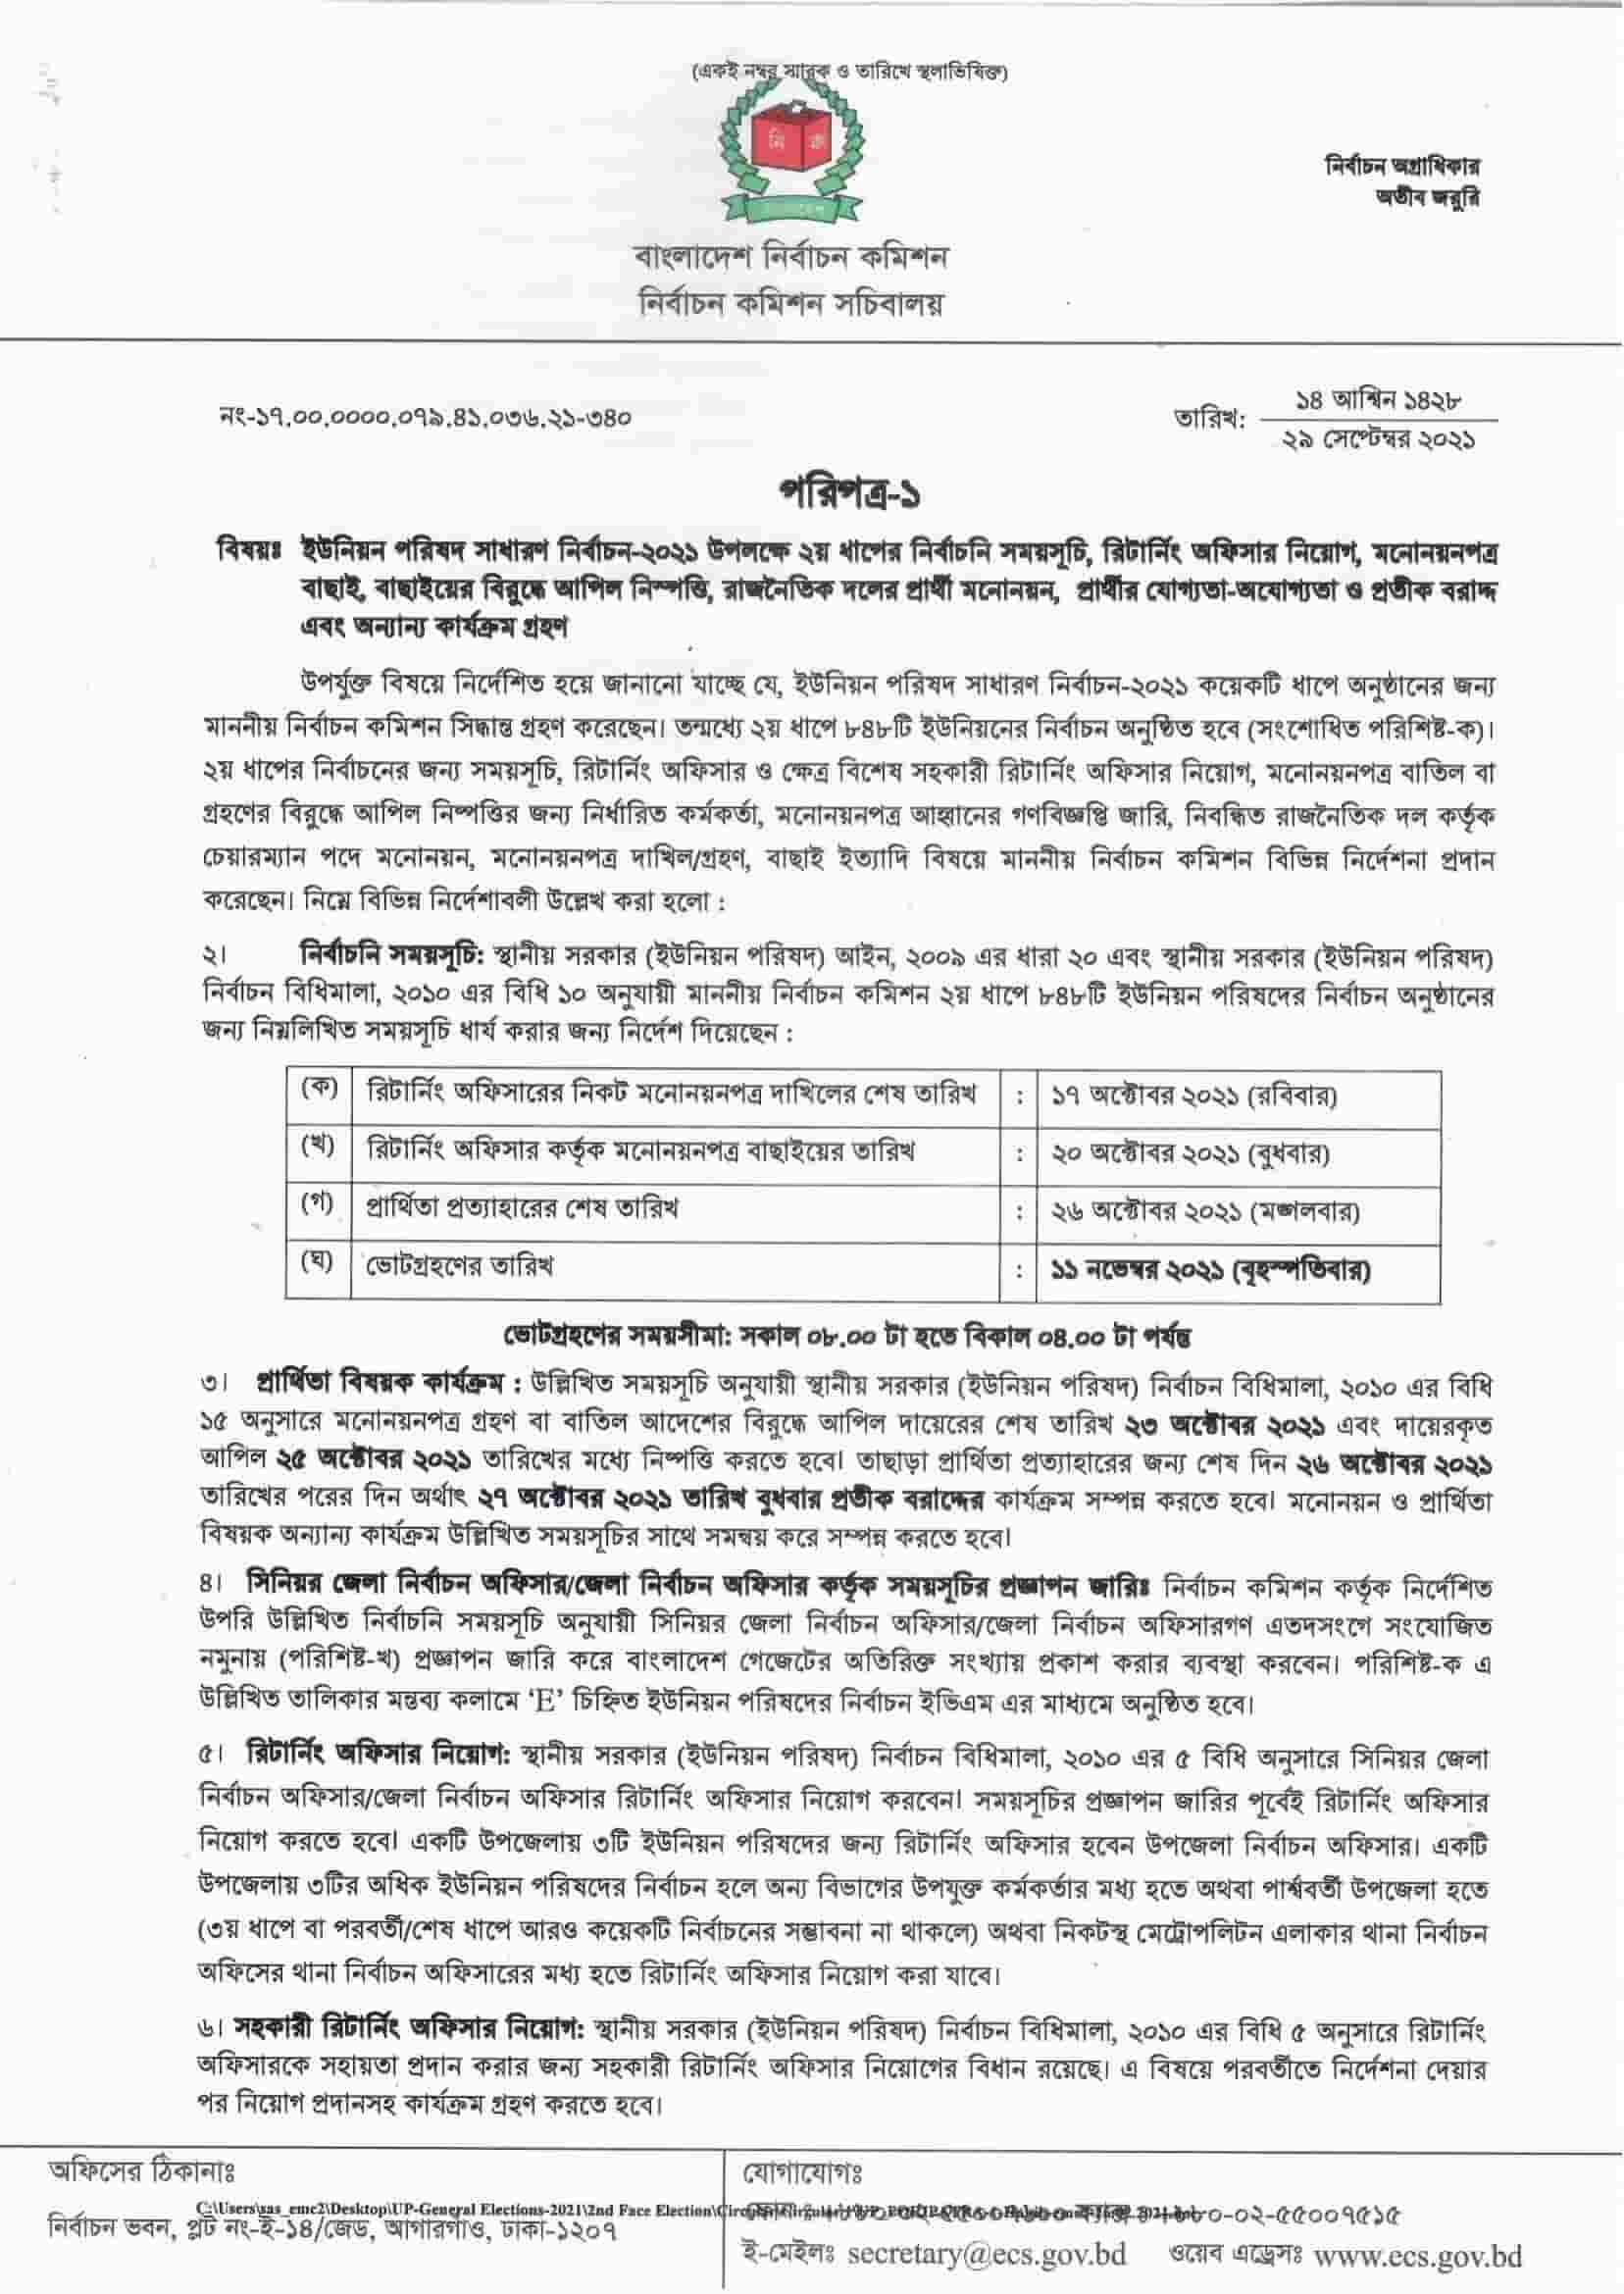 (একই নম্বর স্মারক ও তারিখে স্থলাভিষিক্ত)
নি ক
নির্বাচন অগ্রাধিকার
অতীব জরুরি
বাংলাদেশ নির্বাচন কমিশন
নির্বাচন কমিশন সচিবালয়
নং-১৭.০০.০০০০.০৭৯.৪১.০৩৬.২১-৩৪০
তারিখ: ১৪ আশ্বিন ১৪২৮
২৯ সেপ্টেম্বর ২০২১
পরিপত্র-১
বিষয়ঃ ইউনিয়ন পরিষদ সাধারণ নির্বাচন-২০২১ উপলক্ষে ২য় ধাপের নির্বাচনি সময়সূচি, রিটার্নিং অফিসার নিয়োগ, মনোনয়নপত্র
বাছাই, বাছাইয়ের বিরুদ্ধে আপিল নিস্পত্তি, রাজনৈতিক দলের প্রার্থী মনোনয়ন, প্রার্থীর যোগ্যতা-অযোগ্যতা ও প্রতীক বরাদ্দ
এবং অন্যান্য কার্যক্রম গ্রহণ
উপর্যুক্ত বিষয়ে নির্দেশিত হয়ে জানানো যাচ্ছে যে, ইউনিয়ন পরিষদ সাধারণ নির্বাচন-২০২১ কয়েকটি ধাপে অনুষ্ঠানের জন্য
মাননীয় নির্বাচন কমিশন সিদ্ধান্ত গ্রহণ করেছেন। তন্মধ্যে ২য় ধাপে ৮৪৮টি ইউনিয়নের নির্বাচন অনুষ্ঠিত হবে (সংশোধিত পরিশিষ্ট-ক)।
২য় ধাপের নির্বাচনের জন্য সময়সূচি, রিটার্নিং অফিসার ও ক্ষেত্র বিশেষ সহকারী রিটার্নিং অফিসার নিয়োগ, মনোনয়নপত্র বাতিল বা
গ্রহণের বিরুদ্ধে আপিল নিষ্পত্তির জন্য নির্ধারিত কর্মকর্তা, মনোনয়নপত্র আহ্বানের গণবিজ্ঞপ্তি জারি, নিবন্ধিত রাজনৈতিক দল কর্তৃক
চেয়ারম্যান পদে মনোনয়ন, মনোনয়নপত্র দাখিল/গ্রহণ, বাছাই ইত্যাদি বিষয়ে মাননীয় নির্বাচন কমিশন বিভিন্ন নির্দেশনা প্রদান
করেছেন। নিম্নে বিভিন্ন নির্দেশাবলী উল্লেখ করা হলো :
২। নির্বাচনি সময়সূচি: স্থানীয় সরকার (ইউনিয়ন পরিষদ) আইন, ২০০৯ এর ধারা ২০ এবং স্থানীয় সরকার (ইউনিয়ন পরিষদ)
নির্বাচন বিধিমালা, ২০১০ এর বিধি ১০ অনুযায়ী মাননীয় নির্বাচন কমিশন ২য় ধাপে ৮৪৮টি ইউনিয়ন পরিষদের নির্বাচন অনুষ্ঠানের
জন্য নিম্নলিখিত সময়সূচি ধার্য করার জন্য নির্দেশ দিয়েছেন :
(ক) রিটার্নিং অফিসারের নিকট মনোনয়নপত্র দাখিলের শেষ তারিখ : ১৭ অক্টোবর ২০২১ (রবিবার)
(খ) রিটার্নিং অফিসার কর্তৃক মনোনয়নপত্র বাছাইয়ের তারিখ : ২০ অক্টোবর ২০২১ (বুধবার)
(গ) প্রার্থিতা প্রত্যাহারের শেষ তারিখ : ২৬ অক্টোবর ২০২১ (মঙ্গলবার)
(ঘ) ভোটগ্রহণের তারিখ : ১১ নভেম্বর ২০২১ (বৃহস্পতিবার)
ভোটগ্রহণের সময়সীমা: সকাল ০৮.০০ টা হতে বিকাল ০৪.০০ টা পর্যন্ত
৩। প্রার্থিতা বিষয়ক কার্যক্রম : উল্লিখিত সময়সূচি অনুযায়ী স্থানীয় সরকার (ইউনিয়ন পরিষদ) নির্বাচন বিধিমালা, ২০১০ এর বিধি
১৫ অনুসারে মনোনয়নপত্র গ্রহণ বা বাতিল আদেশের বিরুদ্ধে আপিল দায়েরের শেষ তারিখ ২৩ অক্টোবর ২০২১ এবং দায়েরকৃত
আপিল ২৫ অক্টোবর ২০২১ তারিখের মধ্যে নিষ্পত্তি করতে হবে। তাছাড়া প্রার্থিতা প্রত্যাহারের জন্য শেষ দিন ২৬ অক্টোবর ২০২১
তারিখের পরের দিন অর্থাৎ ২৭ অক্টোবর ২০২১ তারিখ বুধবার প্রতীক বরাদ্দের কার্যক্রম সম্পন্ন করতে হবে। মনোনয়ন ও প্রার্থিতা
বিষয়ক অন্যান্য কার্যক্রম উল্লিখিত সময়সূচির সাথে সমন্বয় করে সম্পন্ন করতে হবে।
৪। সিনিয়র জেলা নির্বাচন অফিসার/জেলা নির্বাচন অফিসার কর্তৃক সময়সূচির প্রজ্ঞাপন জারিঃ নির্বাচন কমিশন কর্তৃক নির্দেশিত
উপরি উল্লিখিত নির্বাচনি সময়সূচি অনুযায়ী সিনিয়র জেলা নির্বাচন অফিসার/জেলা নির্বাচন অফিসারগণ এতদসংগে সংযোজিত
নমুনায় (পরিশিষ্ট-খ) প্রজ্ঞাপন জারি করে বাংলাদেশ গেজেটের অতিরিক্ত সংখ্যায় প্রকাশ করার ব্যবস্থা করবেন। পরিশিষ্ট-ক এ
উল্লিখিত তালিকার মন্তব্য কলামে ‘E’ চিহ্নিত ইউনিয়ন পরিষদের নির্বাচন ইভিএম এর মাধ্যমে অনুষ্ঠিত হবে।
৫। রিটার্নিং অফিসার নিয়োগ: স্থানীয় সরকার (ইউনিয়ন পরিষদ) নির্বাচন বিধিমালা, ২০১০ এর ৫ বিধি অনুসারে সিনিয়র জেলা
নির্বাচন অফিসার/জেলা নির্বাচন অফিসার রিটার্নিং অফিসার নিয়োগ করবেন। সময়সূচির প্রজ্ঞাপন জারির পূর্বেই রিটার্নিং অফিসার
নিয়োগ করতে হবে। একটি উপজেলায় ৩টি ইউনিয়ন পরিষদের জন্য রিটার্নিং অফিসার হবেন উপজেলা নির্বাচন অফিসার। একটি
উপজেলায় ৩টির অধিক ইউনিয়ন পরিষদের নির্বাচন হলে অন্য বিভাগের উপযুক্ত কর্মকর্তার মধ্য হতে অথবা পার্শ্ববর্তী উপজেলা হতে
(৩য় ধাপে বা পরবর্তী/শেষ ধাপে আরও কয়েকটি নির্বাচনের সম্ভাবনা না থাকলে) অথবা নিকটস্থ মেট্রোপলিটন এলাকার থানা নির্বাচন
অফিসের থানা নির্বাচন অফিসারের মধ্য হতে রিটার্নিং অফিসার নিয়োগ করা যাবে।
৬। সহকারী রিটার্নিং অফিসার নিয়োগ: স্থানীয় সরকার (ইউনিয়ন পরিষদ) নির্বাচন বিধিমালা, ২০১০ এর বিধি ৫ অনুসারে রিটার্নিং
অফিসারকে সহায়তা প্রদান করার জন্য সহকারী রিটার্নিং অফিসার নিয়োগের বিধান রয়েছে। এ বিষয়ে পরবর্তীতে নির্দেশনা দেয়ার
পর নিয়োগ প্রদানসহ কার্যক্রম গ্রহণ করতে হবে।
অফিসের ঠিকানাঃ
নির্বাচন ভবন, প্লট নং-ই-১৪/জেড, আগারগাঁও, ঢাকা-১২০৭
C:\Users\sas_emc2\Desktop\UP-General Elections-2021\2nd Face Election\
যোগাযোগঃ
০-০২-৫৫০০৭৫১৫
ই-মেইলঃ secretary@ecs.gov.bd ওয়েব এড্রেসঃ www.ecs.gov.bd